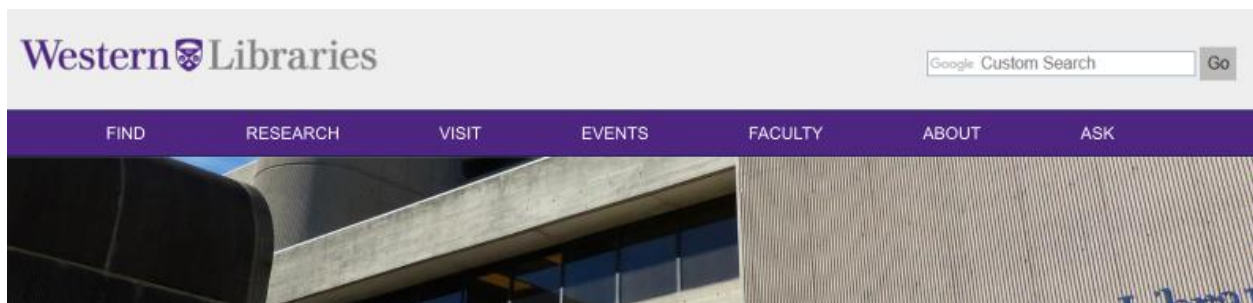 Western Libraries
Google Custom Search Go
FIND RESEARCH VISIT EVENTS FACULTY ABOUT ASK